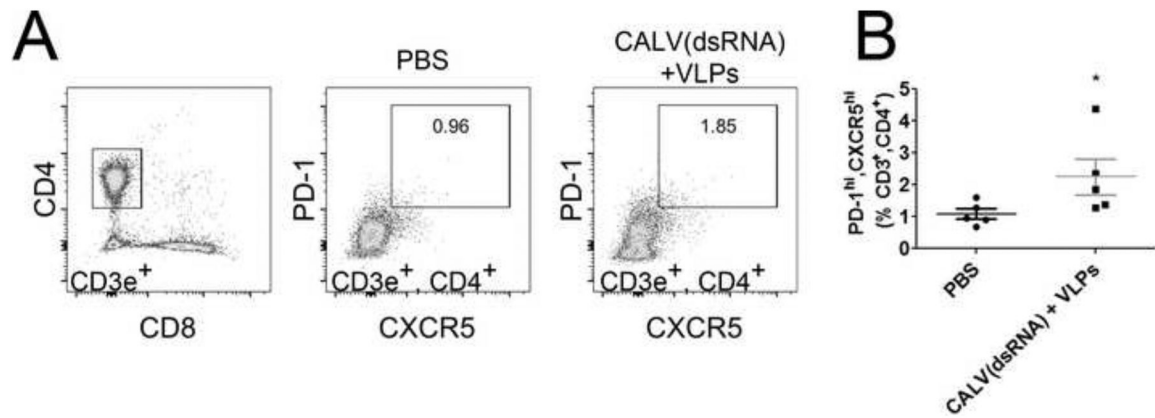 A
PBS
CALV(dsRNA)
+VLPs
CD4
CD3e+
CD8
PD-1
0.96
CD3e+, CD4+
CXCR5
PD-1
1.85
CD3e+, CD4+
CXCR5
B
PD-1hi,CXCR5hi
(% CD3+,CD4+)
5
4
3
2
1
0
*
PBS
CALV(dsRNA) + VLPs